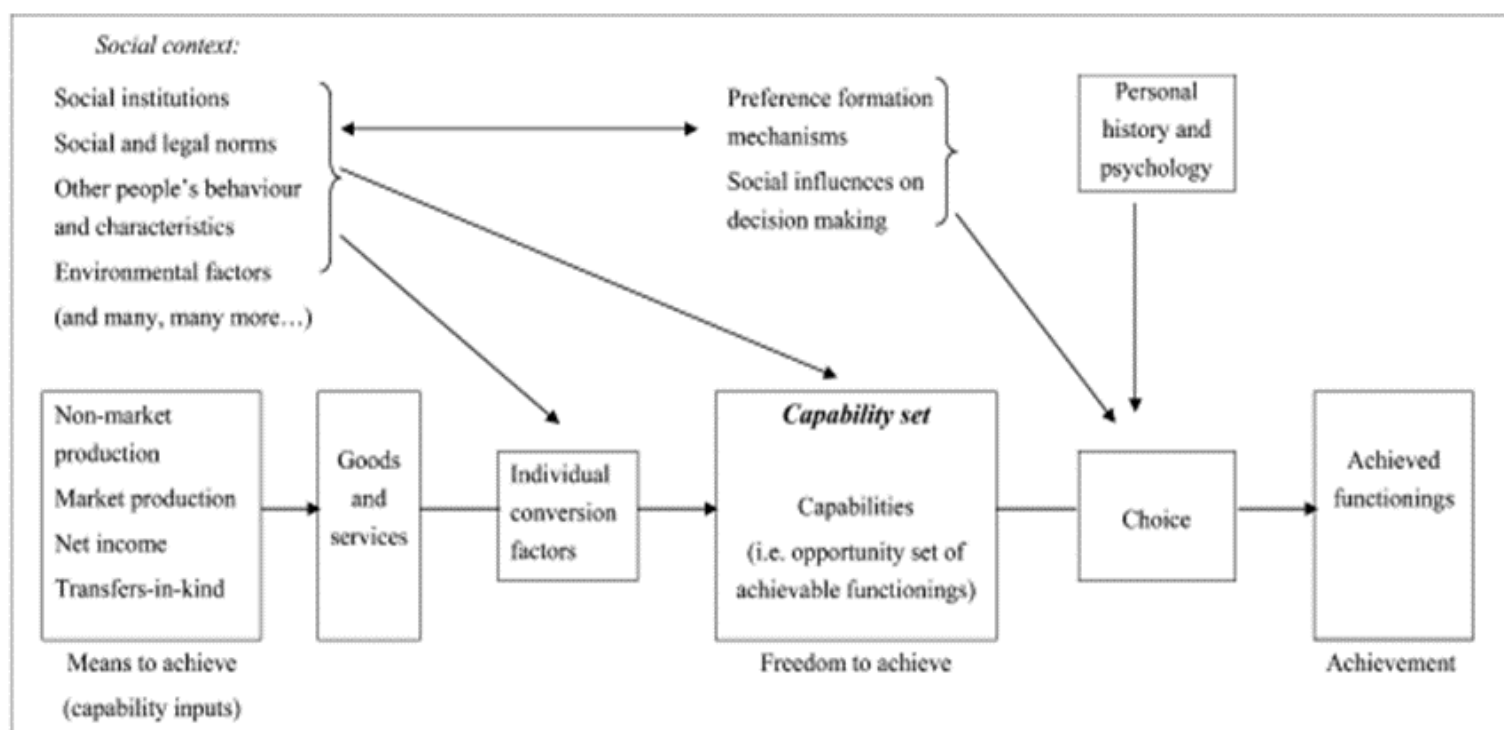 Social context:
Social institutions
Social and legal norms
Other people's behaviour
and characteristics
Environmental factors
(and many, many more…)
Preference formation
mechanisms
Social influences on
decision making
Personal
history and
psychology
Non-market
production
Market production
Net income
Transfers-in-kind
Goods
and
services
Individual
conversion
factors
Capability set
Capabilities
(i.e. opportunity set of
achievable functionings)
Choice
Achieved
functionings
Means to achieve
(capability inputs)
Freedom to achieve
Achievement